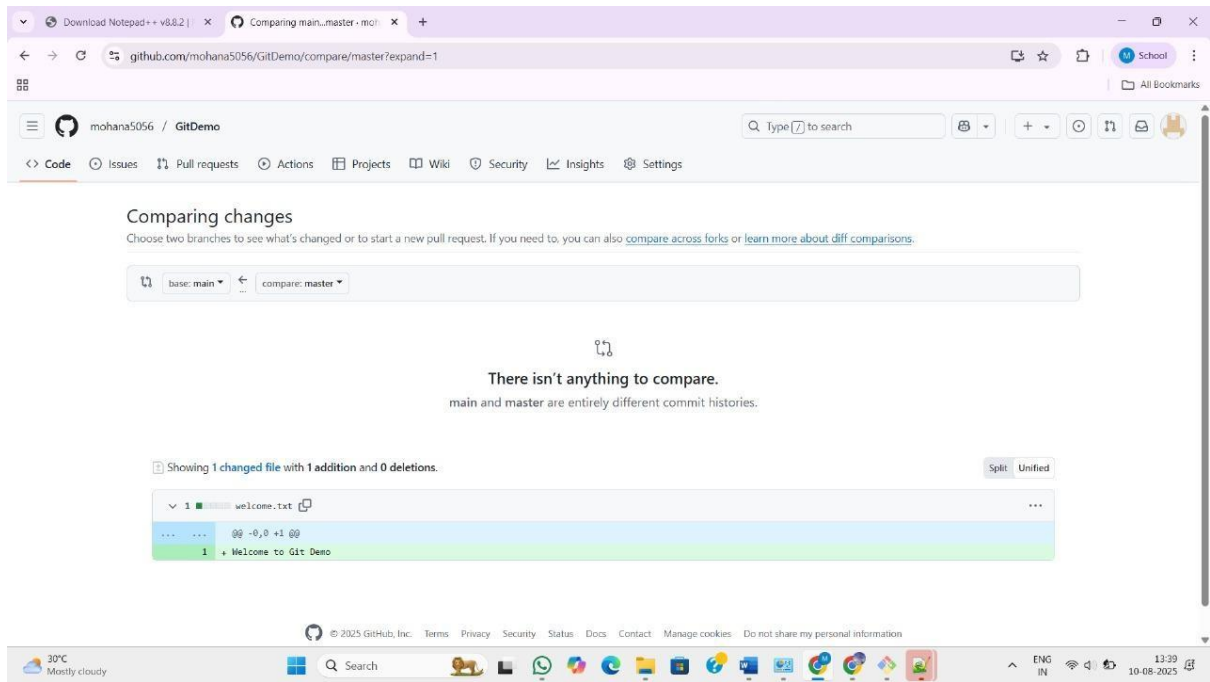 Download Notepad++ v8.8.2 |
Comparing main...master · moh
github.com/mohana5056/GitDemo/compare/master?expand=1
M School
All Bookmarks
mohana5056 / GitDemo
Type / to search
<> Code Issues Pull requests Actions Projects Wiki Security Insights Settings
Comparing changes
Choose two branches to see what's changed or to start a new pull request. If you need to, you can also compare across forks or learn more about diff comparisons.
base: main ← compare: master
...
There isn't anything to compare.
main and master are entirely different commit histories.
Showing 1 changed file with 1 addition and 0 deletions.
Split Unified
1 welcome.txt ...
... ... @@ -0,0 +1 @@
1 + Welcome to Git Demo
© 2025 GitHub, Inc. Terms Privacy Security Status Docs Contact Manage cookies Do not share my personal information
30°C
Mostly cloudy
Search
ENG
IN
13:39
10-08-2025